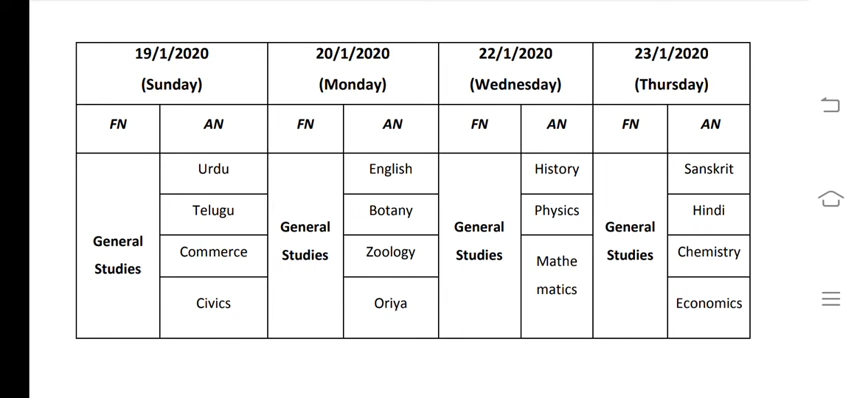 19/1/2020
(Sunday)
20/1/2020
(Monday)
22/1/2020
(Wednesday)
23/1/2020
(Thursday)
FN
AN
FN
AN
FN
AN
FN
AN
General
Studies
Urdu
Telugu
Commerce
Civics
General
Studies
English
Botany
Zoology
Oriya
General
Studies
History
Physics
Mathe
matics
General
Studies
Sanskrit
Hindi
Chemistry
Economics